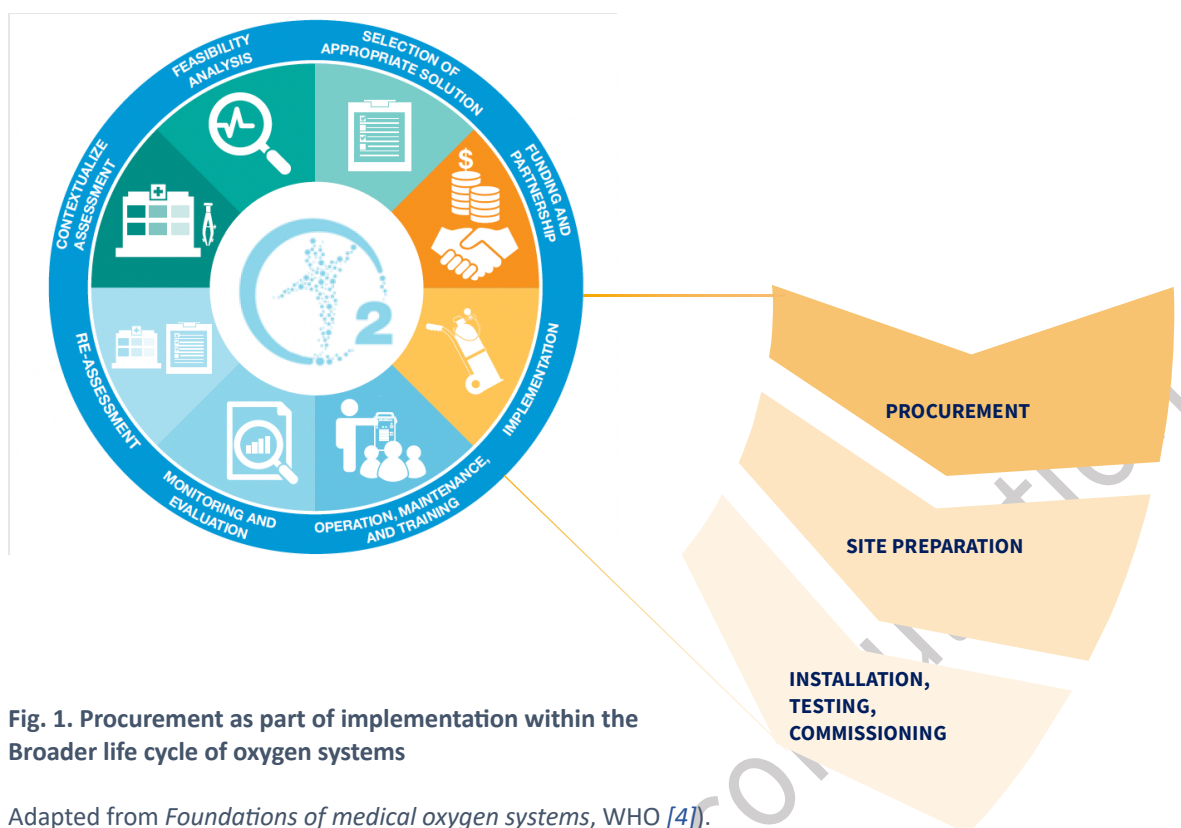 FEASIBILITY
ANALYSIS
SELECTION OF
APPROPRIATE SOLUTION
FUNDING AND
PARTNERSHIP
IMPLEMENTATION
OPERATION, MAINTENANCE,
AND TRAINING
MONITORING AND
EVALUATION
RE-ASSESSMENT
CONTEXTUALIZE
ASSESSMENT
$
2
PROCUREMENT
SITE PREPARATION
INSTALLATION,
TESTING,
COMMISSIONING
Fig. 1. Procurement as part of implementation within the
Broader life cycle of oxygen systems
Adapted from Foundations of medical oxygen systems, WHO [4]).